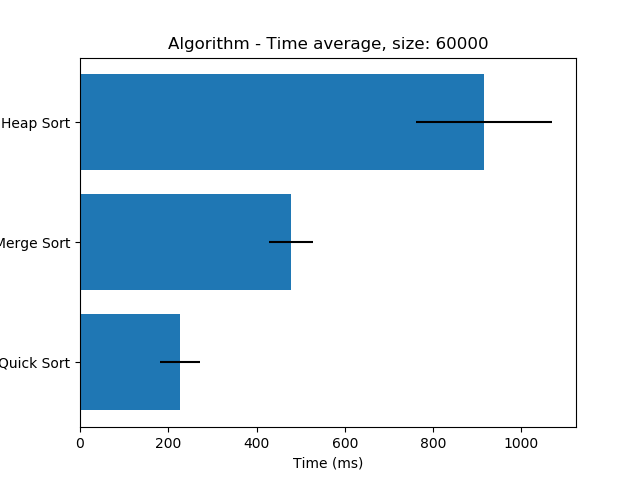 Algorithm - Time average, size: 60000
Heap Sort
Merge Sort
Quick Sort
0 200 400 600 800 1000
Time (ms)